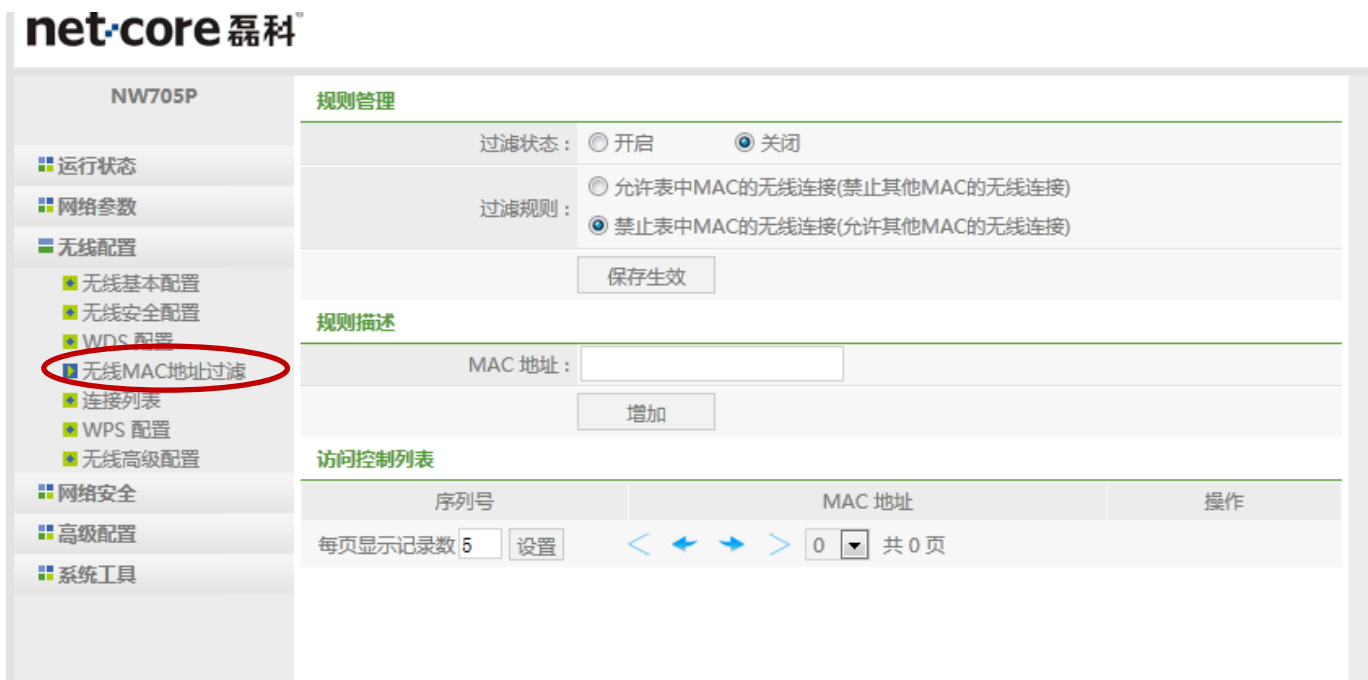 net·core 磊科
NW705P
运行状态
网络参数
无线配置
无线基本配置
无线安全配置
WDS 配置
无线MAC地址过滤
连接列表
WPS 配置
无线高级配置
网络安全
高级配置
系统工具
规则管理
过滤状态： 开启 关闭
过滤规则：
允许表中MAC的无线连接(禁止其他MAC的无线连接)
禁止表中MAC的无线连接(允许其他MAC的无线连接)
保存生效
规则描述
MAC 地址：
增加
访问控制列表
序列号 MAC 地址 操作
每页显示记录数 5 设置 0 共 0 页